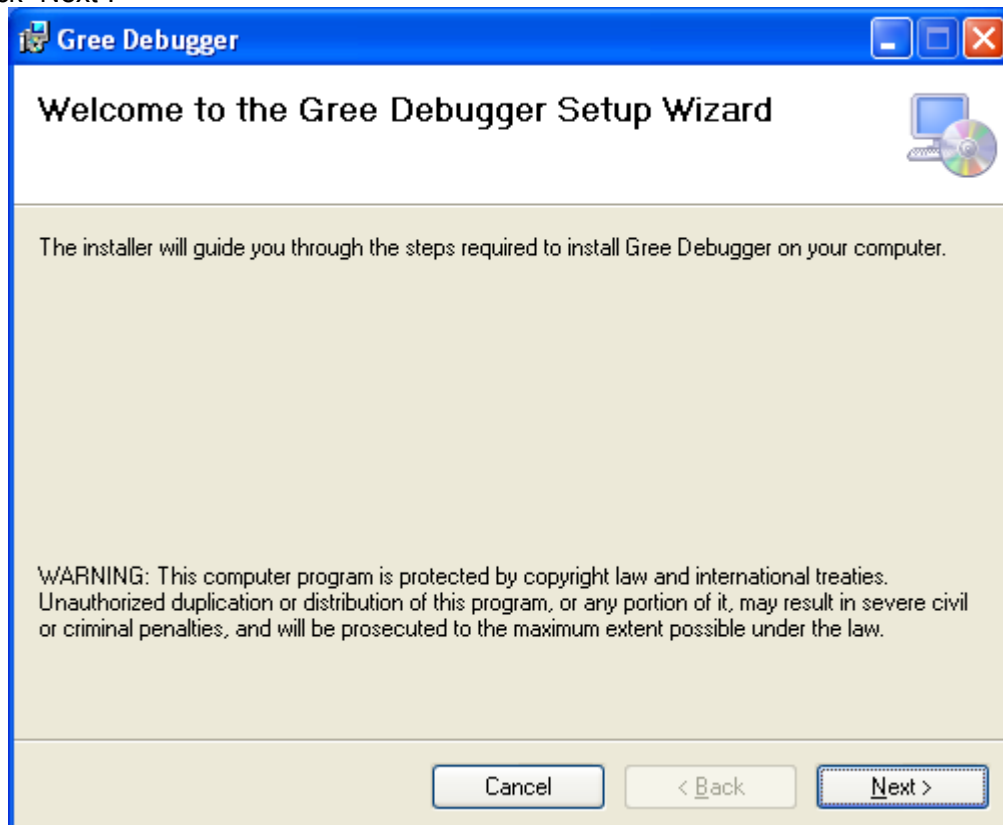 Next".
Gree Debugger
Welcome to the Gree Debugger Setup Wizard
The installer will guide you through the steps required to install Gree Debugger on your computer.
WARNING: This computer program is protected by copyright law and international treaties.
Unauthorized duplication or distribution of this program, or any portion of it, may result in severe civil
or criminal penalties, and will be prosecuted to the maximum extent possible under the law.
Cancel < Back Next >